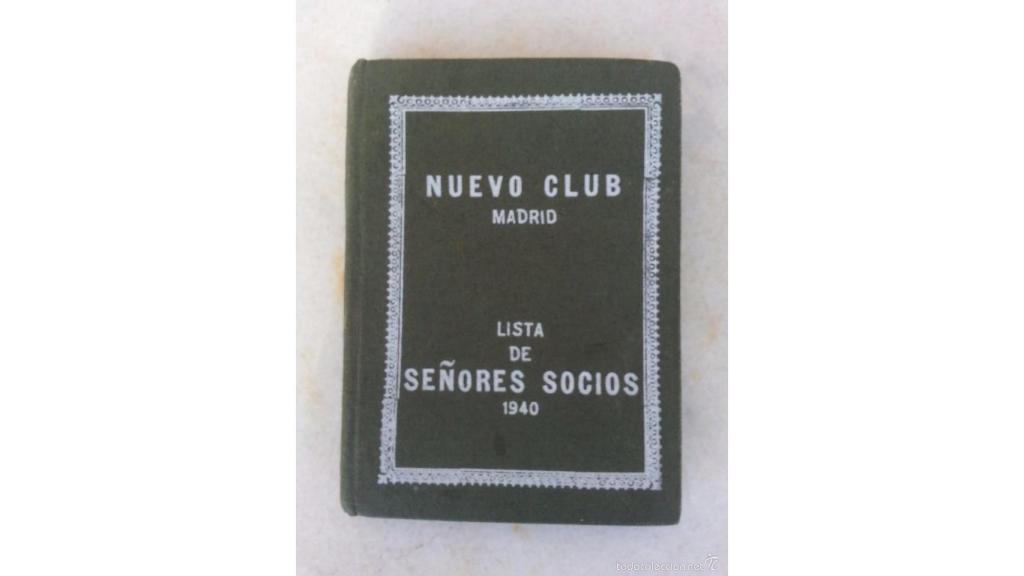 NUEVO CLUB
MADRID
LISTA
DE
SEÑORES SOCIOS
1940
todocoleccion.net